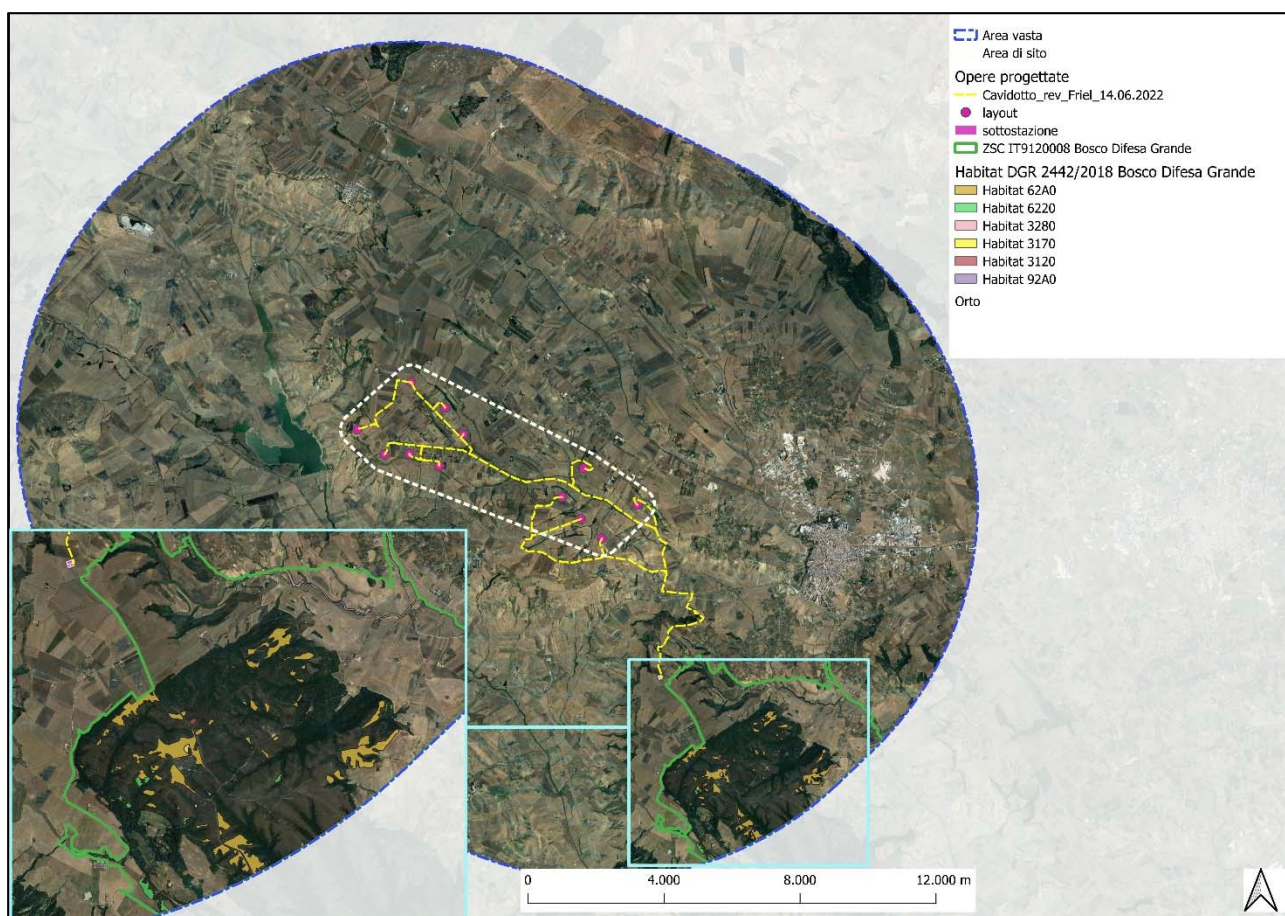 Area vasta
Area di sito
Opere progettate
Cavidotto_rev_Friel_14.06.2022
layout
sottostazione
ZSC IT9120008 Bosco Difesa Grande
Habitat DGR 2442/2018 Bosco Difesa Grande
Habitat 62A0
Habitat 6220
Habitat 3280
Habitat 3170
Habitat 3120
Habitat 92A0
Orto
0 4.000 8.000 12.000 m